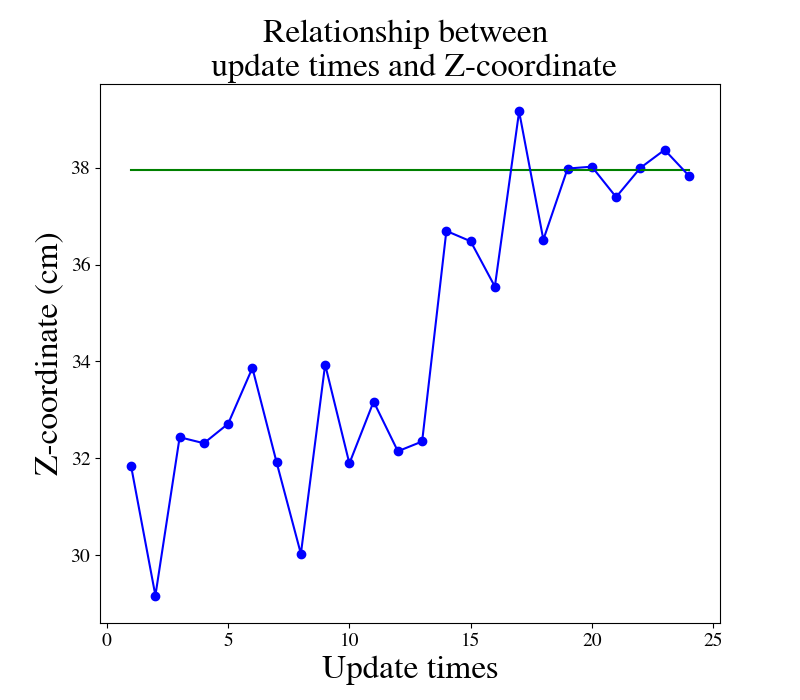 Relationship between
update times and Z-coordinate
Z-coordinate (cm)
38
36
34
32
30
0 5 10 15 20 25
Update times